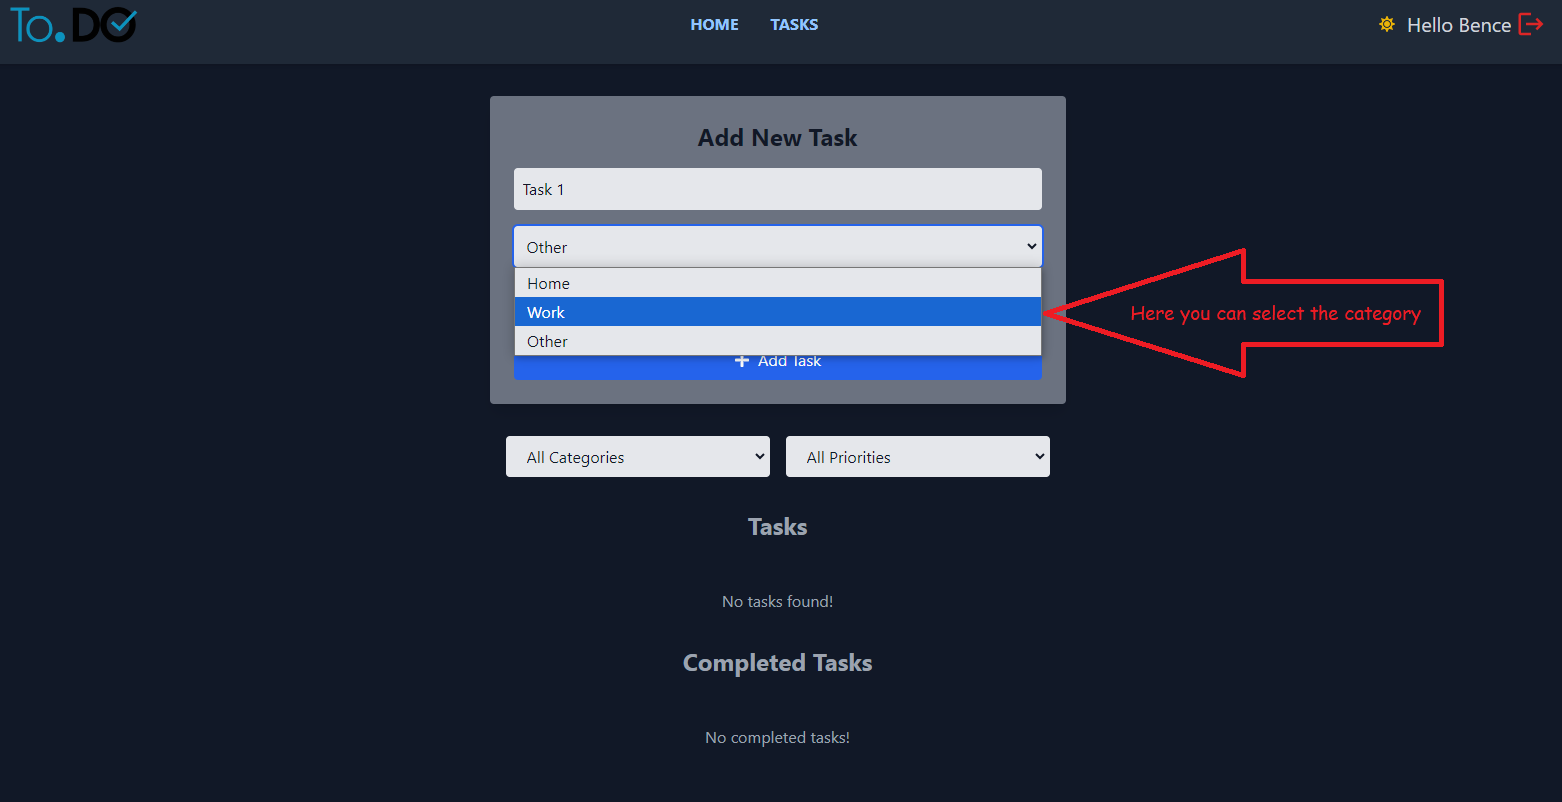 To.DO
HOME
TASKS
Hello Bence
Add New Task
Task 1
Other
Home
Work
Other
Here you can select the category
Add Task
All Categories
All Priorities
Tasks
No tasks found!
Completed Tasks
No completed tasks!